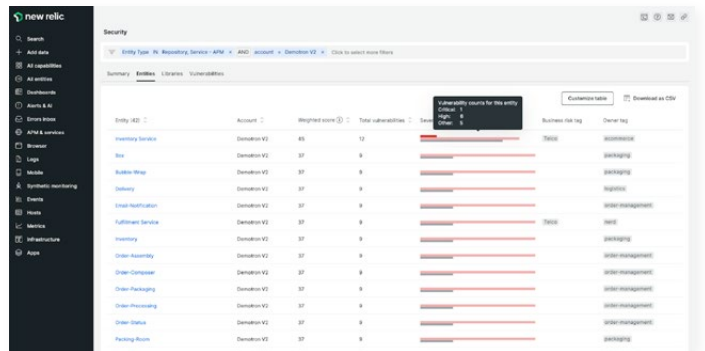 new relic
Search
Add data
All capabilities
All entities
Dashboards
Alerts & AI
Errors inbox
APM & services
Browser
Logs
Mobile
Synthetic monitoring
Events
Hosts
Metrics
Infrastructure
Apps
Security
Entity Type IN Repository, Service - APM × AND account = Demotron V2 × Click to select more filters
Summary Entities Libraries Vulnerabilities
Customize table Download as CSV
Vulnerability counts for this entity
Critical: 1
High:
Other: 5
Entity (42) Account Weighted score Total vulnerabilities Business risk tag Owner tag
Inventory Service Demotron V2 45 12 Telco ecommerce
Box Demotron V2 37 9 packaging
Bubble-Wrap Demotron V2 37 9 packaging
Delivery Demotron V2 37 9 logistics
Email-Notification Demotron V2 37 9 order-management
Fulfillment Service Demotron V2 37 9 Telco nerd
Inventory Demotron V2 37 9 packaging
Order-Assembly Demotron V2 37 9 order-management
Order-Composer Demotron V2 37 9 order-management
Order-Packaging Demotron V2 37 9 order-management
Order-Processing Demotron V2 37 9 order-management
Order-Status Demotron V2 37 9 order-management
Packing-Room Demotron V2 37 9 packaging